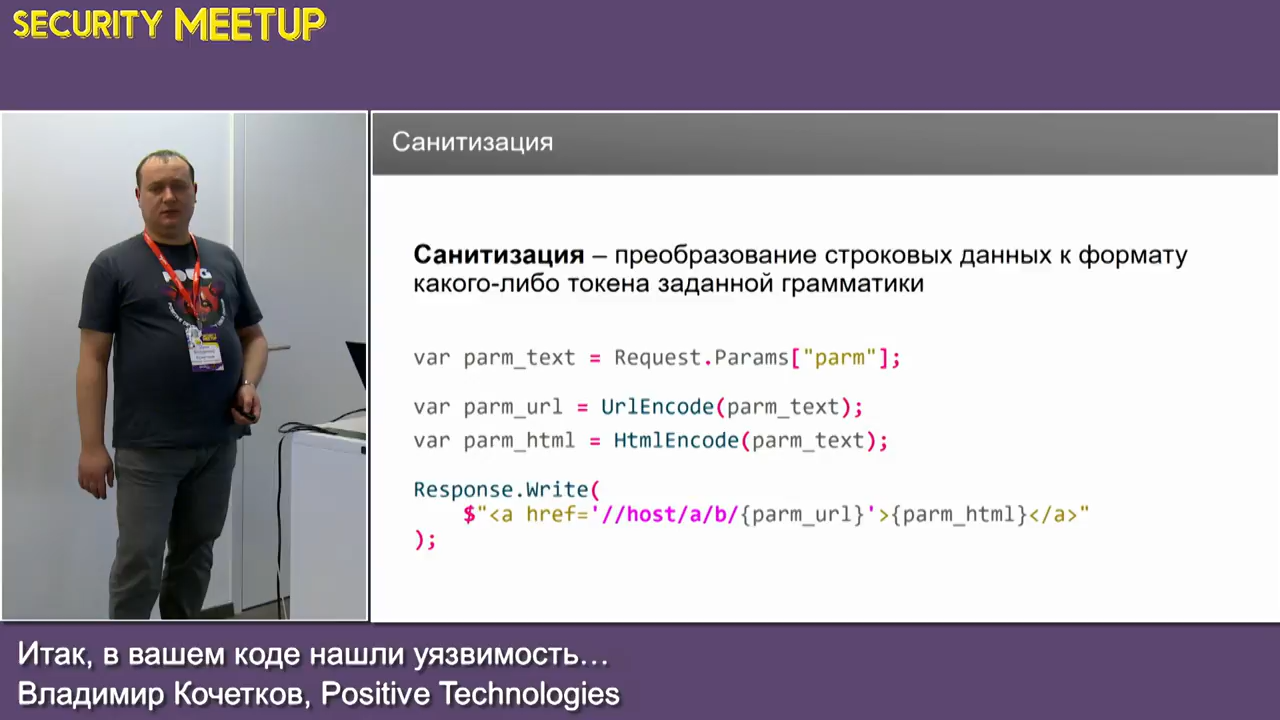 SECURITY MEETUP
Санитизация
Санитизация – преобразование строковых данных к формату
какого-либо токена заданной грамматики
var parm_text = Request.Params["parm"];
var parm_url = UrlEncode(parm_text);
var parm_html = HtmlEncode(parm_text);
Response.Write(
$"<a href='//host/a/b/{parm_url}'>{parm_html}</a>"
);
Итак, в вашем коде нашли уязвимость…
Владимир Кочетков, Positive Technologies